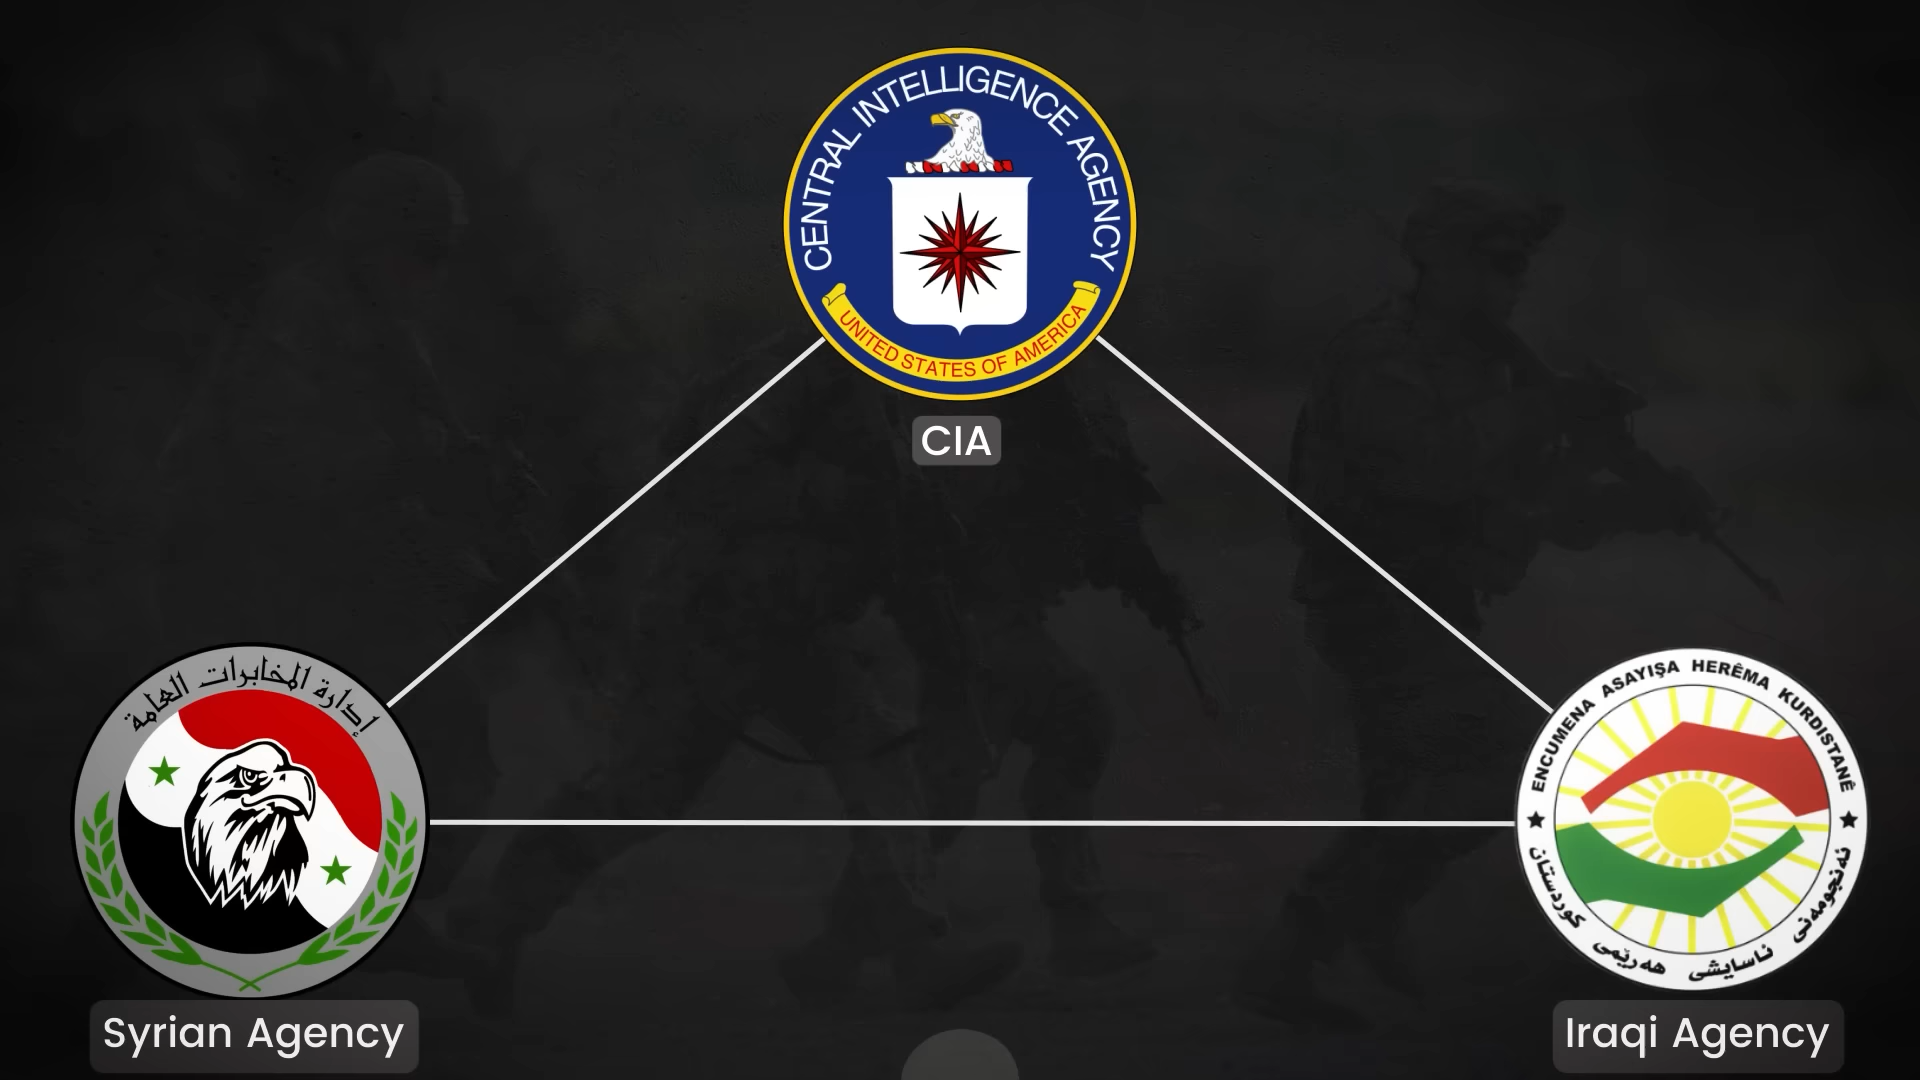 CENTRAL INTELLIGENCE AGENCY
UNITED STATES OF AMERICA
CIA
إدارة المخابرات العامة
Syrian Agency
ENCUMENA ASAYIŞA HERÊMA KURDISTANÊ
ئەنجومەنی ئاسایشی هەرێمی کوردستان
Iraqi Agency